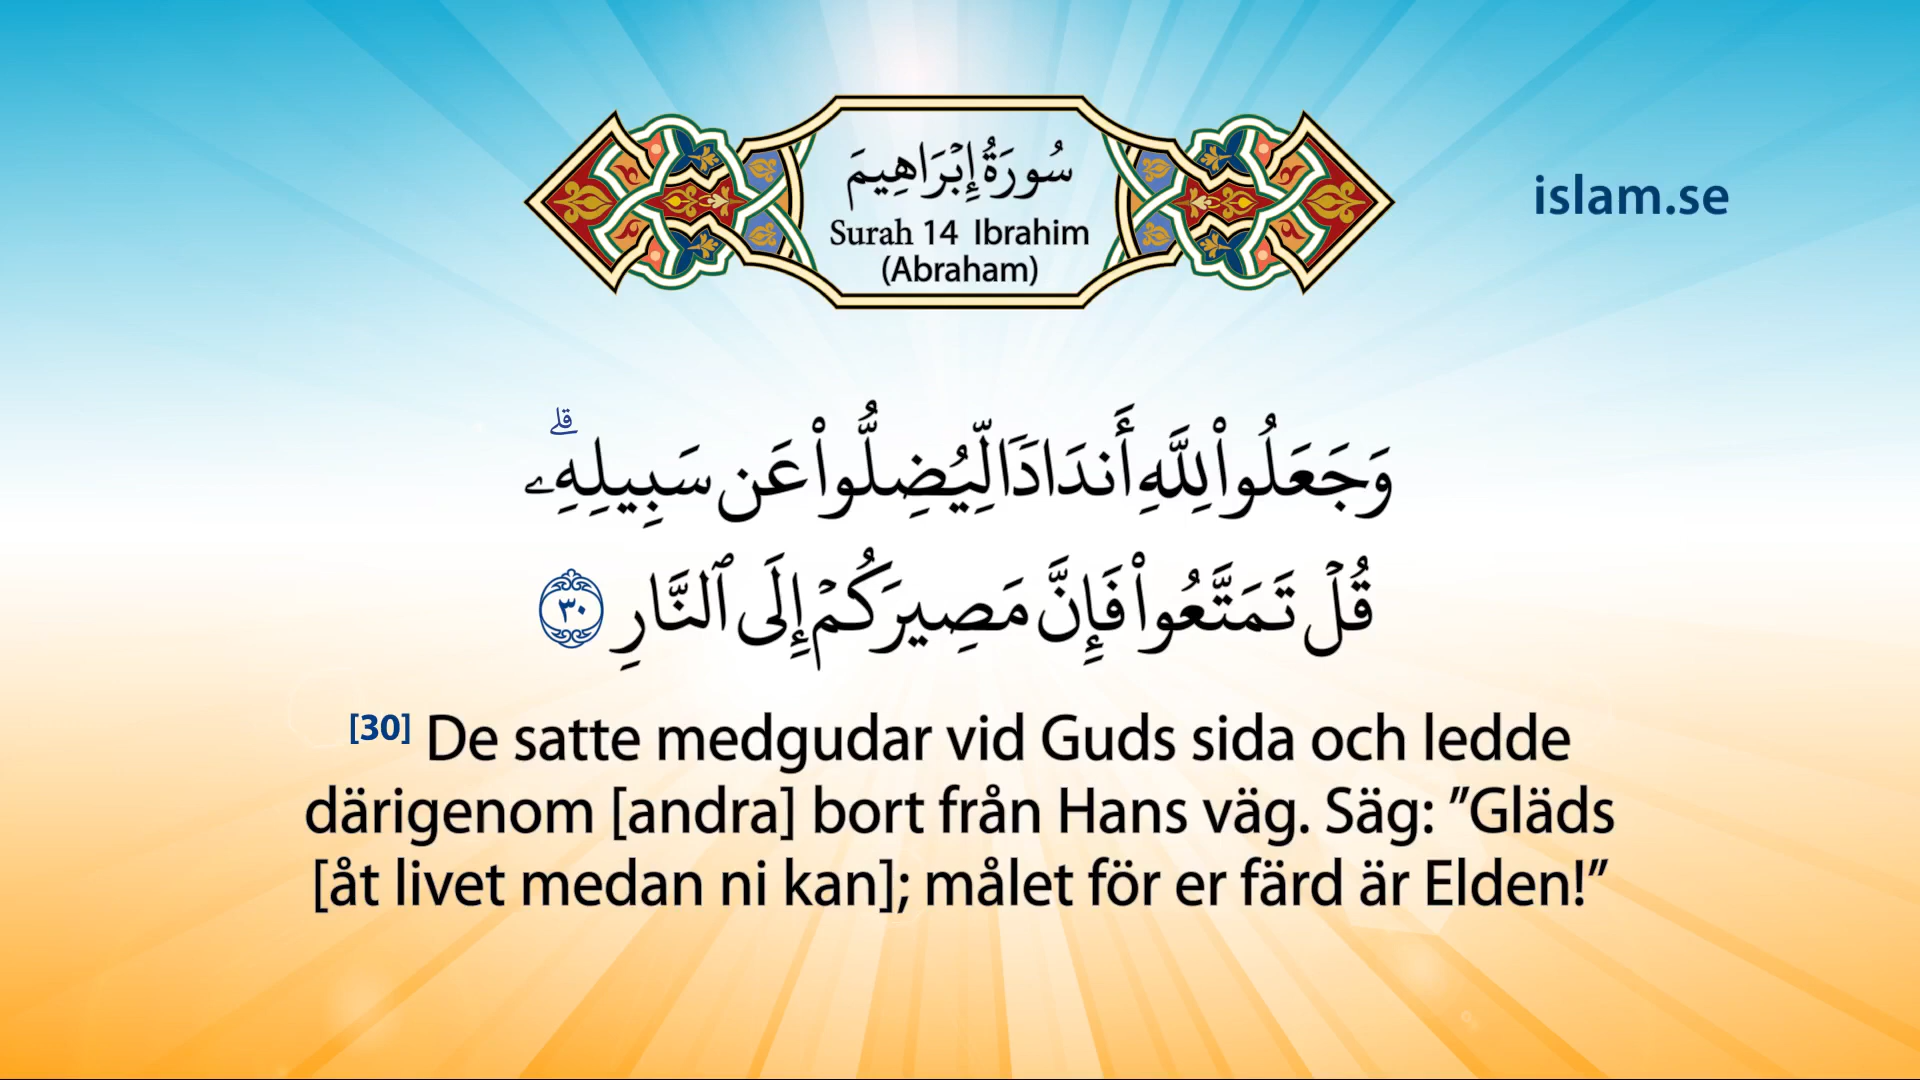 سُورَةُ إِبْرَاهِيمَ
Surah 14 Ibrahim
(Abraham)
islam.se
وَجَعَلُوا۟ لِلَّهِ أَندَادًا لِّيُضِلُّوا۟ عَن سَبِيلِهِۦ ۗ
قُلْ تَمَتَّعُوا۟ فَإِنَّ مَصِيرَكُمْ إِلَى ٱلنَّارِ ٣٠
[30] De satte medgudar vid Guds sida och ledde
därigenom [andra] bort från Hans väg. Säg: ”Gläds
[åt livet medan ni kan]; målet för er färd är Elden!”